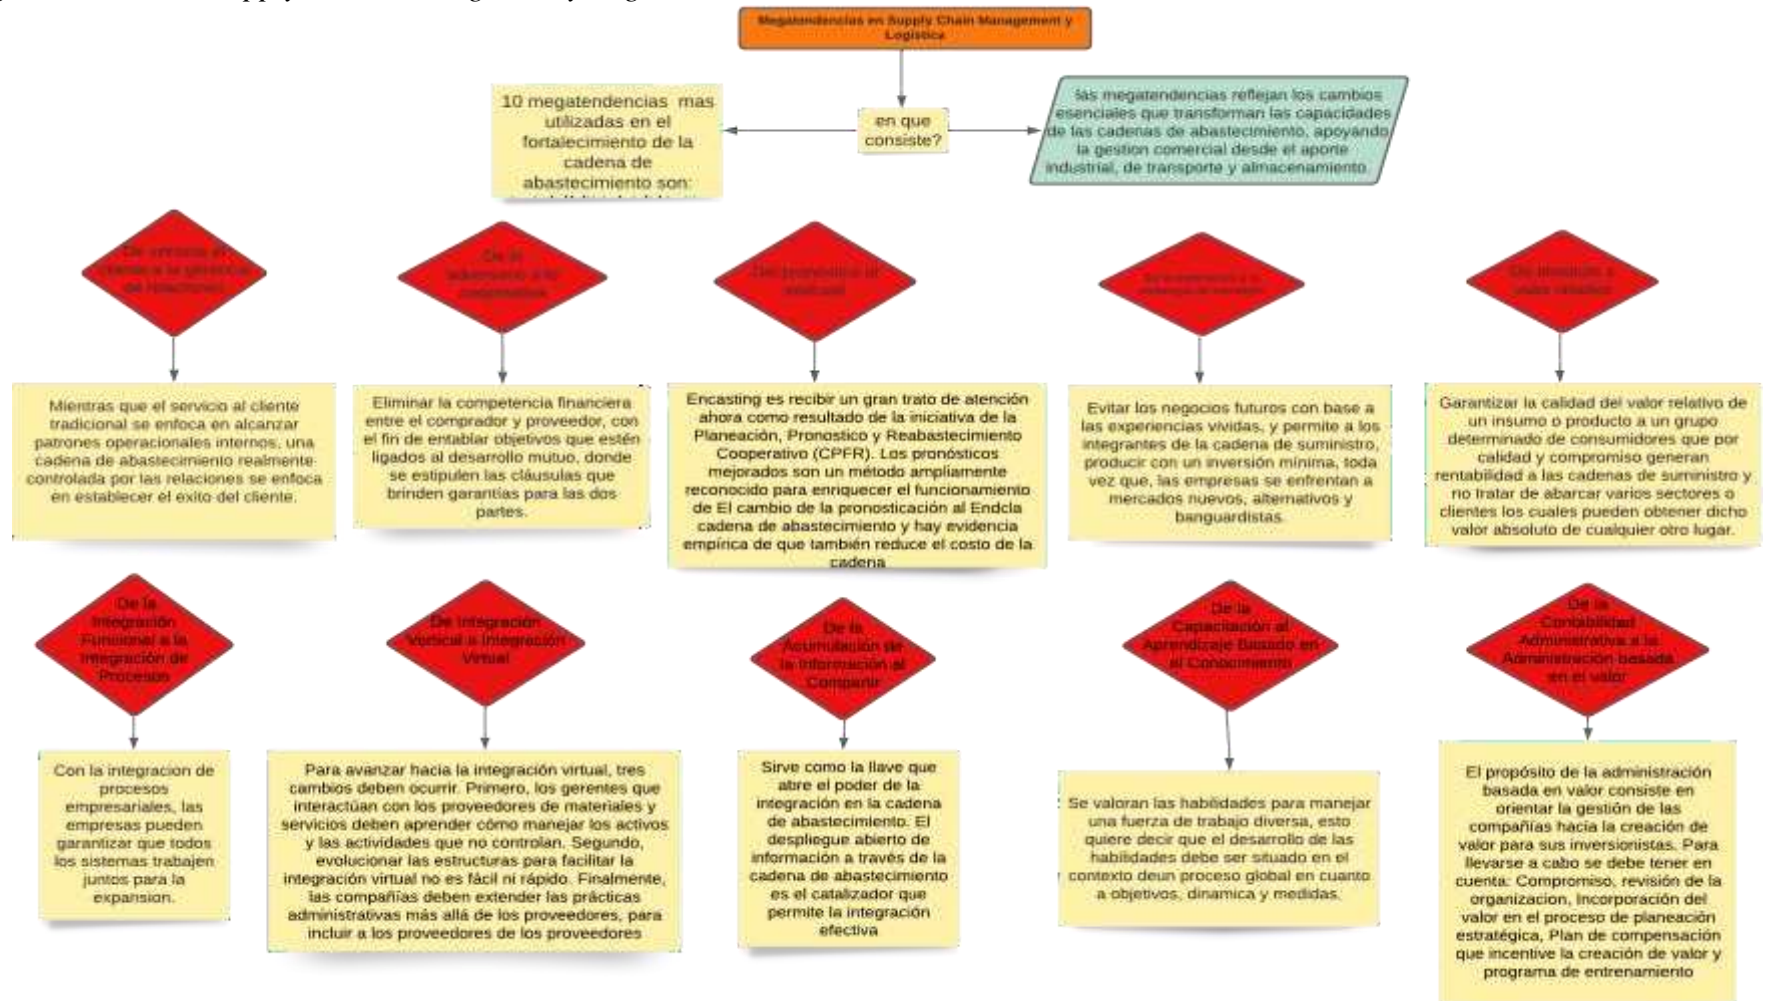 Megatendencias en Supply Chain Management y
Logistica
10 megatendencias mas
utilizadas en el
fortalecimiento de la
cadena de
abastecimiento son:
en que
consiste?
las megatendencias reflejan los cambios
esenciales que transforman las capacidades
de las cadenas de abastecimiento, apoyando
la gestion comercial desde el aporte
industrial, de transporte y almacenamiento.
De servicio al
cliente a la gerencia
de relaciones
De la
Del pronóstico al
De absoluto a
valor relativo
Mientras que el servicio al cliente
tradicional se enfoca en alcanzar
patrones operacionales internos, una
cadena de abastecimiento realmente
controlada por las relaciones se enfoca
en establecer el exito del cliente.
Eliminar la competencia financiera
entre el comprador y proveedor, con
el fin de entablar objetivos que estén
ligados al desarrollo mutuo, donde
se estipulen las cláusulas que
brinden garantías para las dos
partes.
Encasting es recibir un gran trato de atención
ahora como resultado de la iniciativa de la
Planeación, Pronostico y Reabastecimiento
Cooperativo (CPFR). Los pronósticos
mejorados son un método ampliamente
reconocido para enriquecer el funcionamiento
de El cambio de la pronosticación al Endcla
cadena de abastecimiento y hay evidencia
empírica de que también reduce el costo de la
cadena
Evitar los negocios futuros con base a
las experiencias vividas, y permite a los
integrantes de la cadena de suministro,
producir con un inversión mínima, toda
vez que, las empresas se enfrentan a
mercados nuevos, alternativos y
banguardistas.
Garantizar la calidad del valor relativo de
un insumo o producto a un grupo
determinado de consumidores que por
calidad y compromiso generan
rentabilidad a las cadenas de suministro y
no tratar de abarcar varios sectores o
clientes los cuales pueden obtener dicho
valor absoluto de cualquier otro lugar.
De la
Integración
Funcional a la
Integración de
Procesos
De Integración
Vertical a Integración
Virtual
De la
Acumulación de
la Información al
Compartir
De la
Capacitación al
Aprendizaje Basado en
el Conocimiento
De la
Contabilidad
Administrativa a la
Administración basada
en el valor
Con la integracion de
procesos
empresariales, las
empresas pueden
garantizar que todos
los sistemas trabajen
juntos para la
expansion.
Para avanzar hacia la integración virtual, tres
cambios deben ocurrir. Primero, los gerentes que
interactúan con los proveedores de materiales y
servicios deben aprender cómo manejar los activos
y las actividades que no controlan. Segundo,
evolucionar las estructuras para facilitar la
integración virtual no es fácil ni rápido. Finalmente,
las compañías deben extender las prácticas
administrativas más allá de los proveedores, para
incluir a los proveedores de los proveedores
Sirve como la llave que
abre el poder de la
integración en la cadena
de abastecimiento. El
despliegue abierto de
información a través de la
cadena de abastecimiento
es el catalizador que
permite la integración
efectiva
Se valoran las habilidades para manejar
una fuerza de trabajo diversa, esto
quiere decir que el desarrollo de las
habilidades debe ser situado en el
contexto deun proceso global en cuanto
a objetivos, dinamica y medidas.
El propósito de la administración
basada en valor consiste en
orientar la gestión de las
compañías hacia la creación de
valor para sus inversionistas. Para
llevarse a cabo se debe tener en
cuenta: Compromiso, revisión de la
organizacion, Incorporación del
valor en el proceso de planeación
estratégica, Plan de compensación
que incentive la creación de valor y
programa de entrenamiento